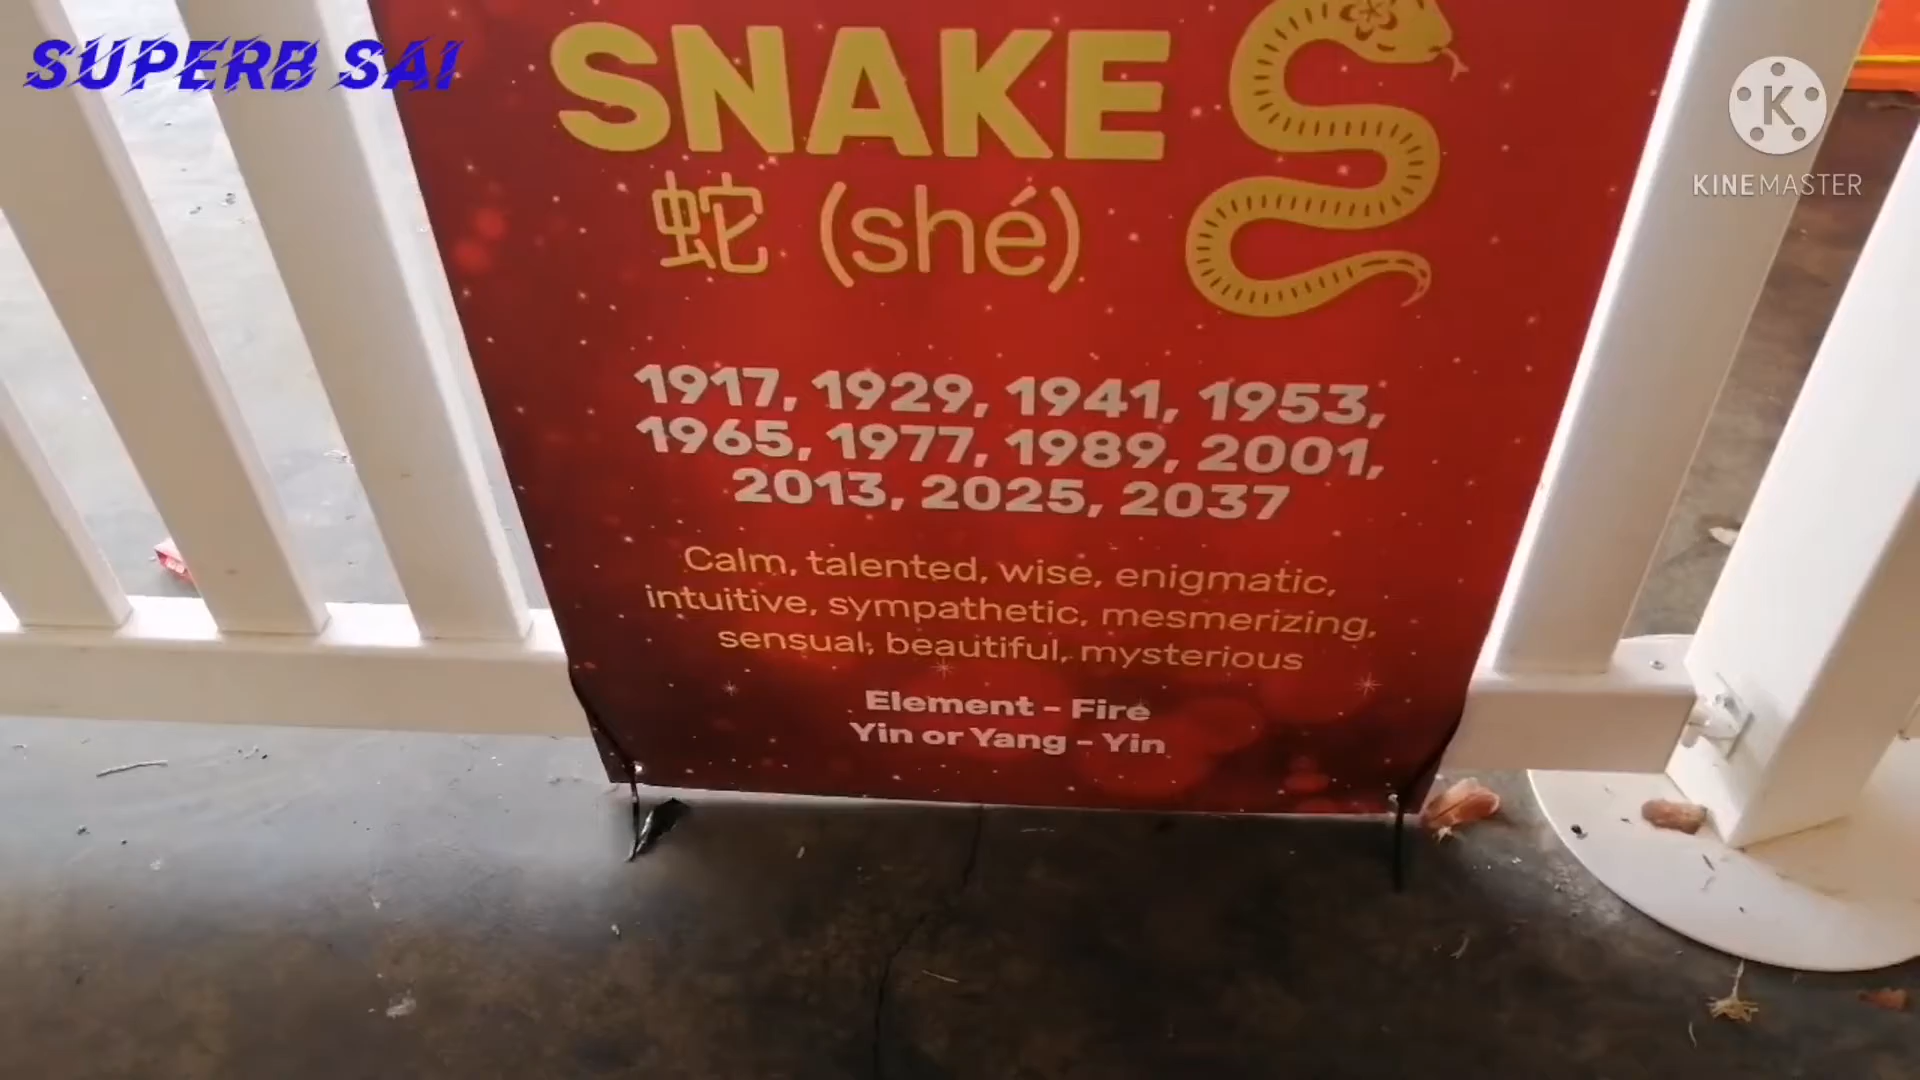 SUPERB SAI
K
KINEMASTER
SNAKE
蛇 (shé)
1917, 1929, 1941, 1953,
1965, 1977, 1989, 2001,
2013, 2025, 2037
Calm, talented, wise, enigmatic,
intuitive, sympathetic, mesmerizing,
sensual, beautiful, mysterious
Element - Fire
Yin or Yang - Yin